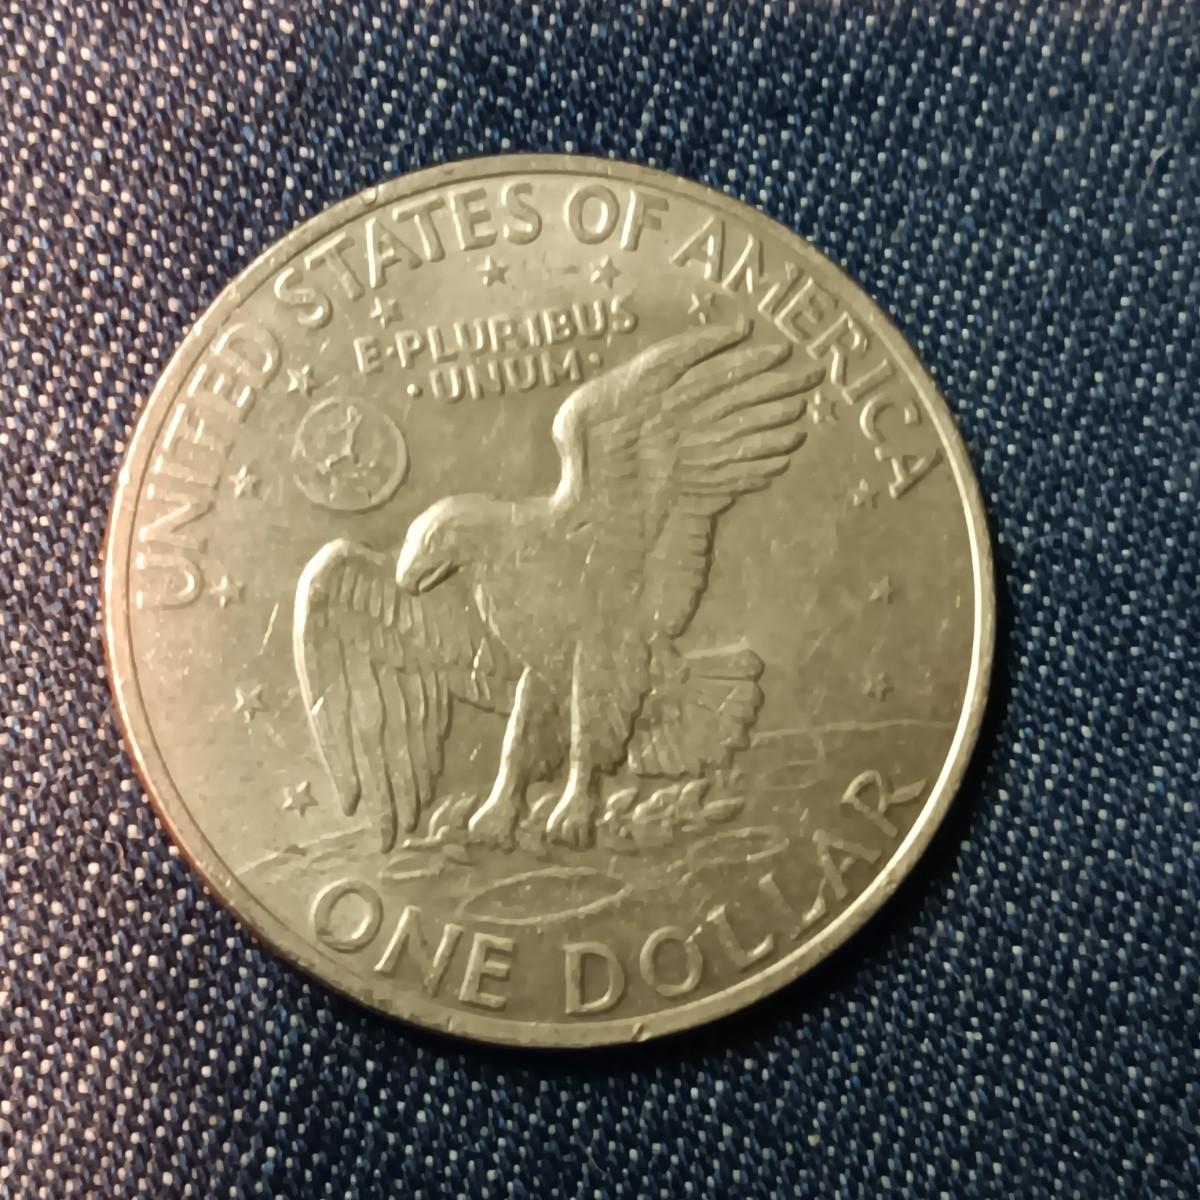 UNITED STATES OF AMERICA
E·PLURIBUS
·UNUM·
ONE DOLLAR